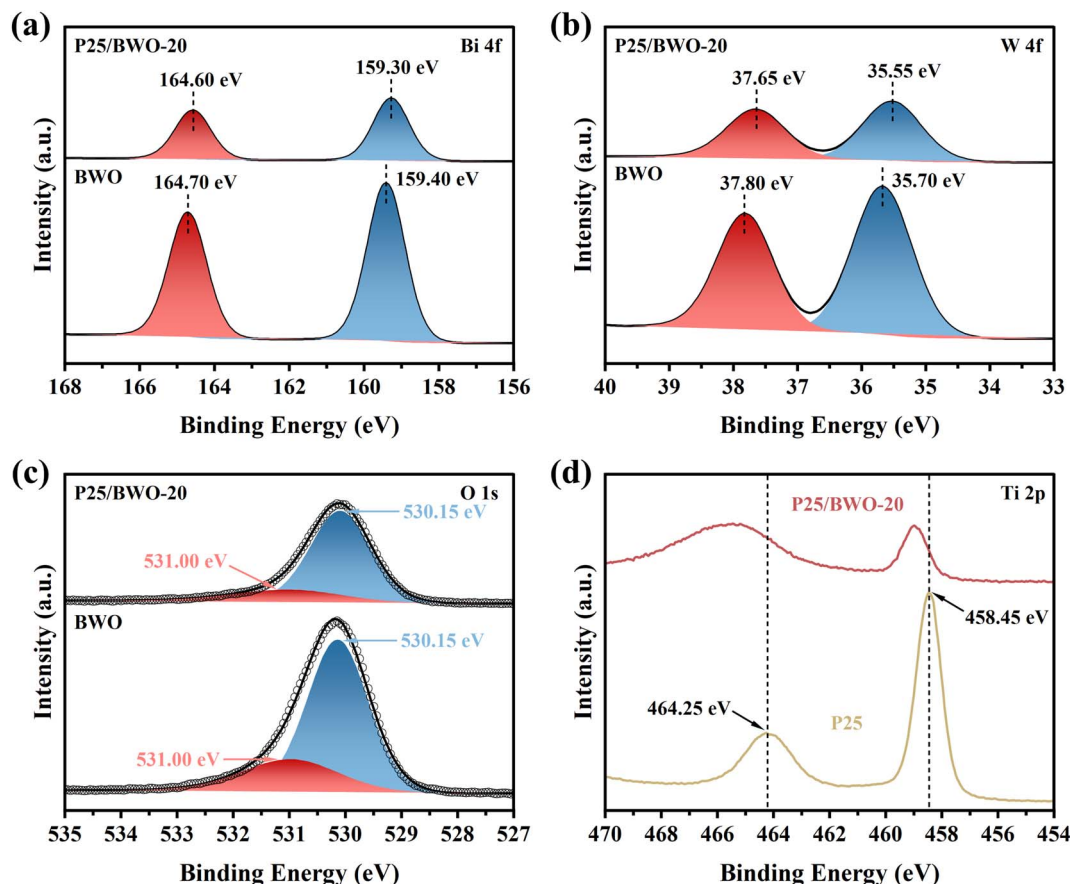 (a)
P25/BWO-20
Bi 4f
164.60 eV
159.30 eV
BWO
164.70 eV
159.40 eV
Intensity (a.u.)
168 166 164 162 160 158 156
Binding Energy (eV)
(b)
P25/BWO-20
W 4f
37.65 eV
35.55 eV
BWO
37.80 eV
35.70 eV
Intensity (a.u.)
40 39 38 37 36 35 34 33
Binding Energy (eV)
(c)
P25/BWO-20
O 1s
530.15 eV
531.00 eV
BWO
530.15 eV
531.00 eV
Intensity (a.u.)
535 534 533 532 531 530 529 528 527
Binding Energy (eV)
(d)
P25/BWO-20
Ti 2p
458.45 eV
464.25 eV
P25
Intensity (a.u.)
470 468 466 464 462 460 458 456 454
Binding Energy (eV)